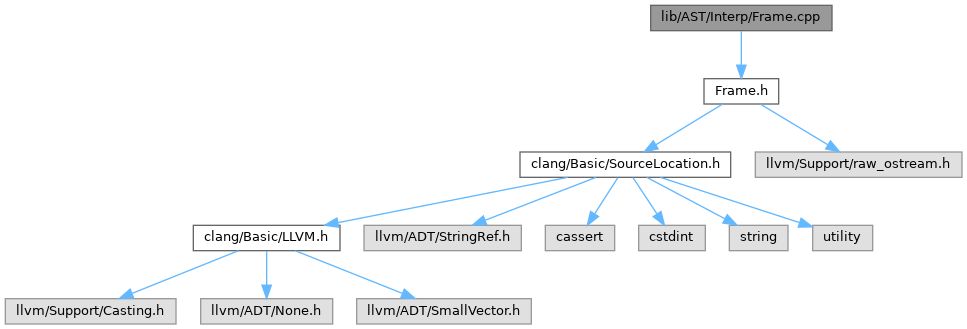 lib/AST/Interp/Frame.cpp
Frame.h
clang/Basic/SourceLocation.h
llvm/Support/raw_ostream.h
clang/Basic/LLVM.h
llvm/ADT/StringRef.h
cassert
cstdint
string
utility
llvm/Support/Casting.h
llvm/ADT/None.h
llvm/ADT/SmallVector.h